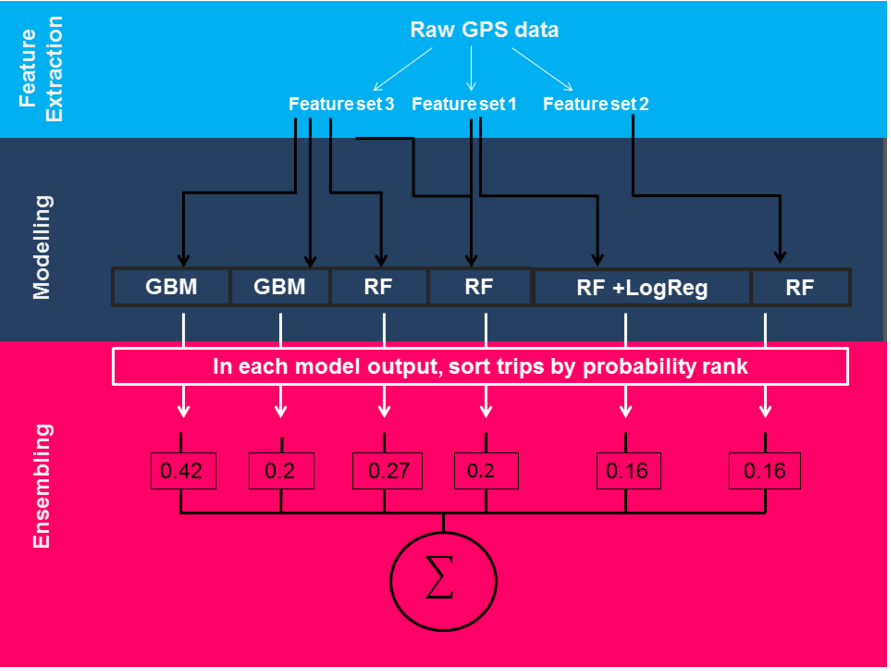 Feature
Extraction
Raw GPS data
Feature set 3 Feature set 1 Feature set 2
Modelling
GBM GBM RF RF RF +LogReg RF
In each model output, sort trips by probability rank
Ensembling
0.42 0.2 0.27 0.2 0.16 0.16
∑